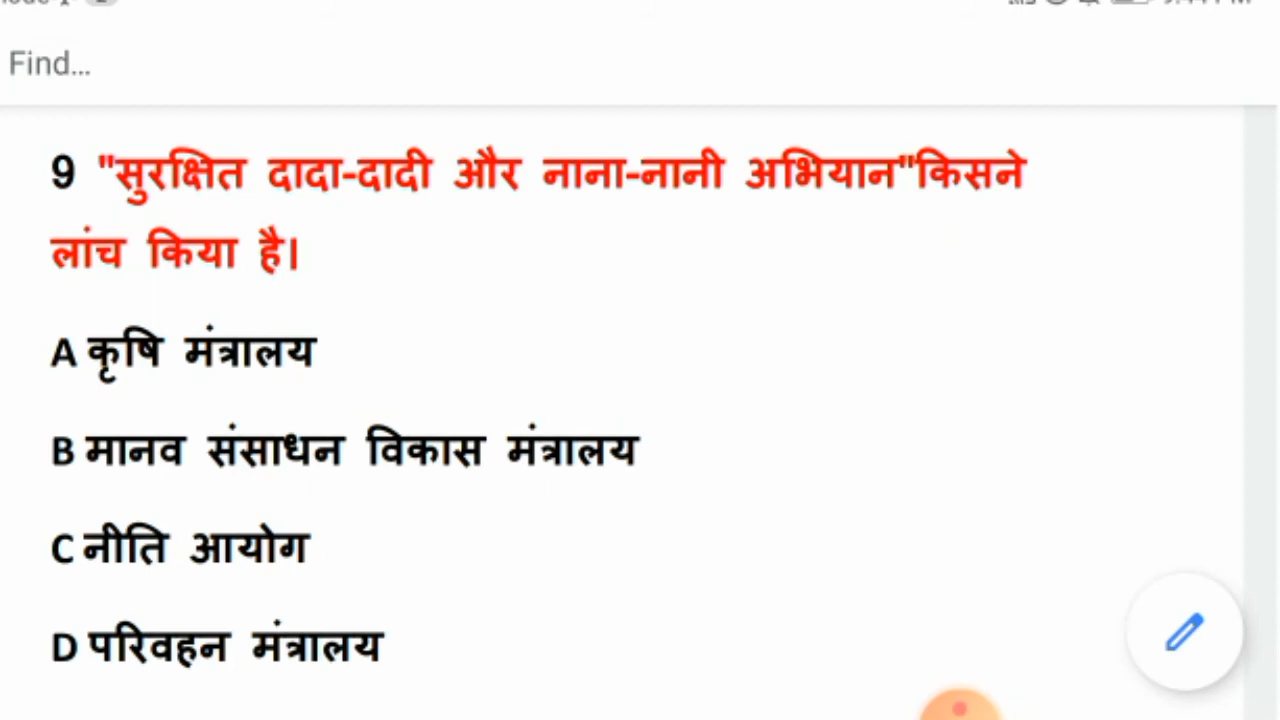 Find...
9 "सुरक्षित दादा-दादी और नाना-नानी अभियान"किसने
लांच किया है।
A कृषि मंत्रालय
B मानव संसाधन विकास मंत्रालय
C नीति आयोग
D परिवहन मंत्रालय